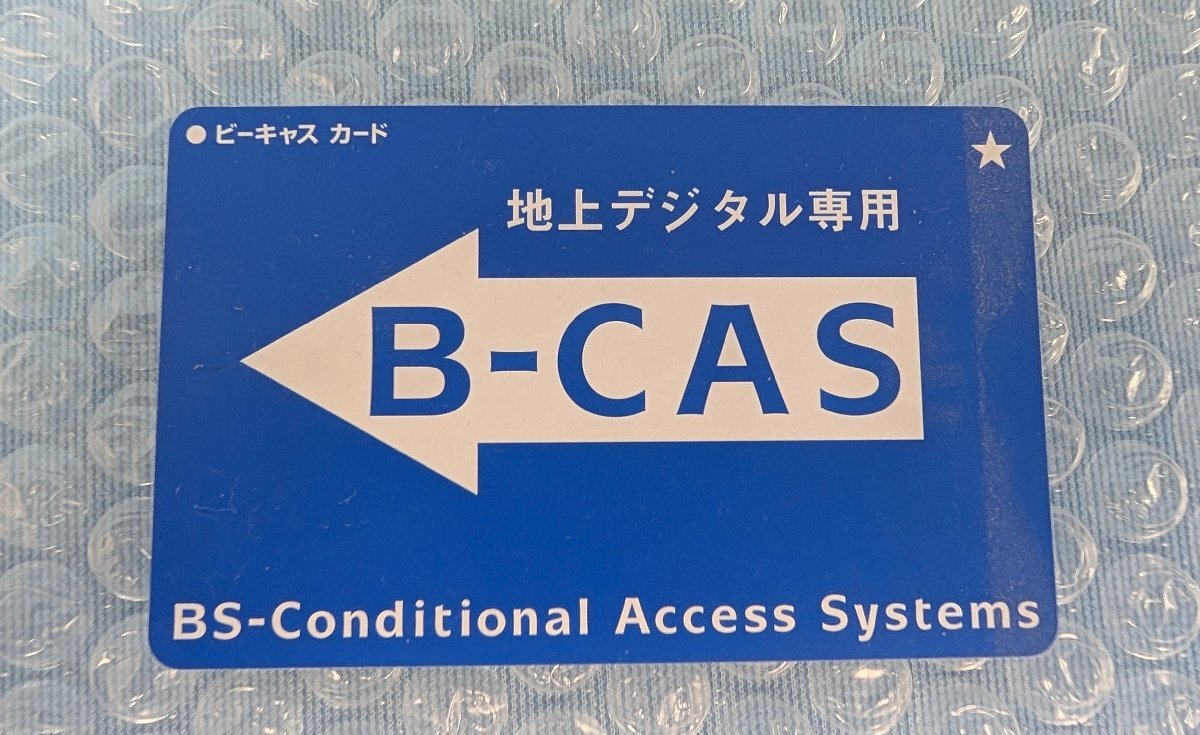 ●ビーキャス カード
★
地上デジタル専用
B-CAS
BS-Conditional Access Systems